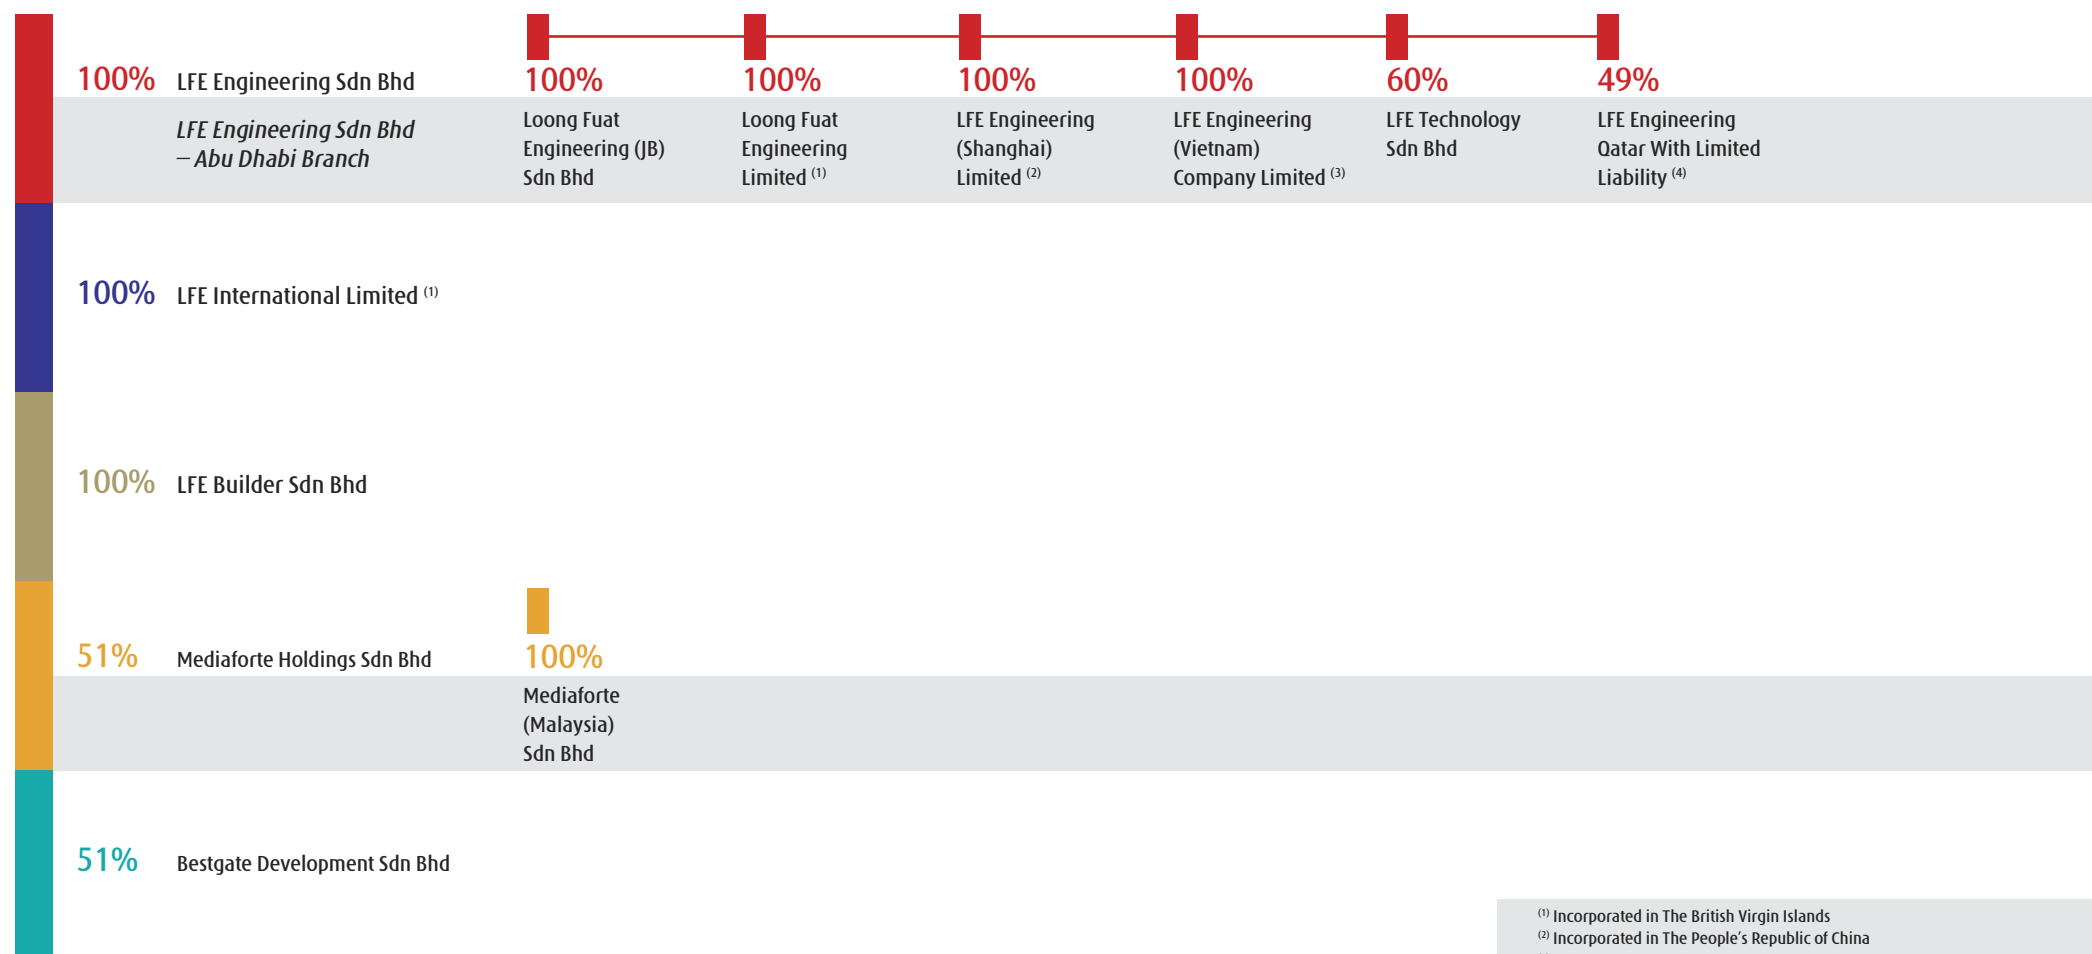 100% LFE Engineering Sdn Bhd
LFE Engineering Sdn Bhd
– Abu Dhabi Branch
100%
Loong Fuat
Engineering (JB)
Sdn Bhd
100%
Loong Fuat
Engineering
Limited (1)
100%
LFE Engineering
(Shanghai)
Limited (2)
100%
LFE Engineering
(Vietnam)
Company Limited (3)
60%
LFE Technology
Sdn Bhd
49%
LFE Engineering
Qatar With Limited
Liability (4)
100% LFE International Limited (1)
100% LFE Builder Sdn Bhd
51% Mediaforte Holdings Sdn Bhd
100%
Mediaforte
(Malaysia)
Sdn Bhd
51% Bestgate Development Sdn Bhd
(1) Incorporated in The British Virgin Islands
(2) Incorporated in The People's Republic of China